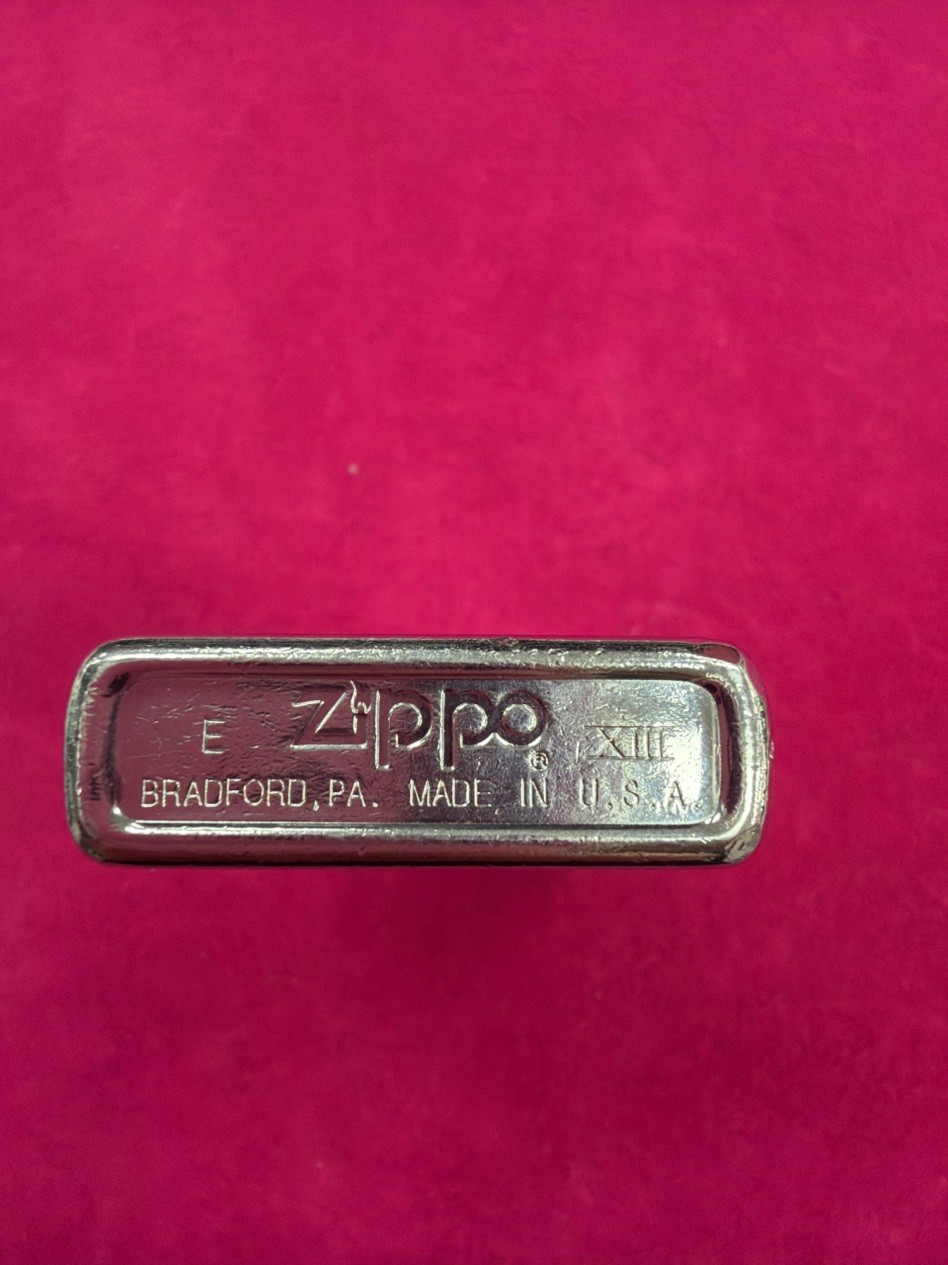 E Zippo ® XIII
BRADFORD, PA. MADE IN U.S.A.